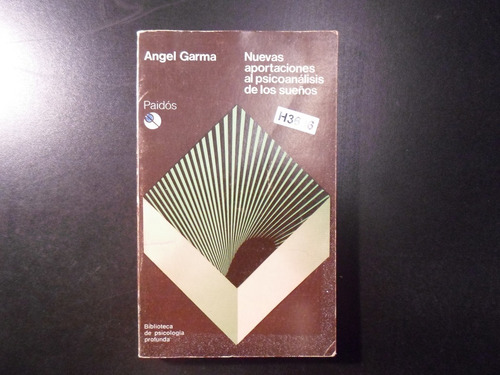 Angel Garma
Nuevas
aportaciones
al psicoanálisis
de los sueños
Paidós
Biblioteca
de psicología
profunda